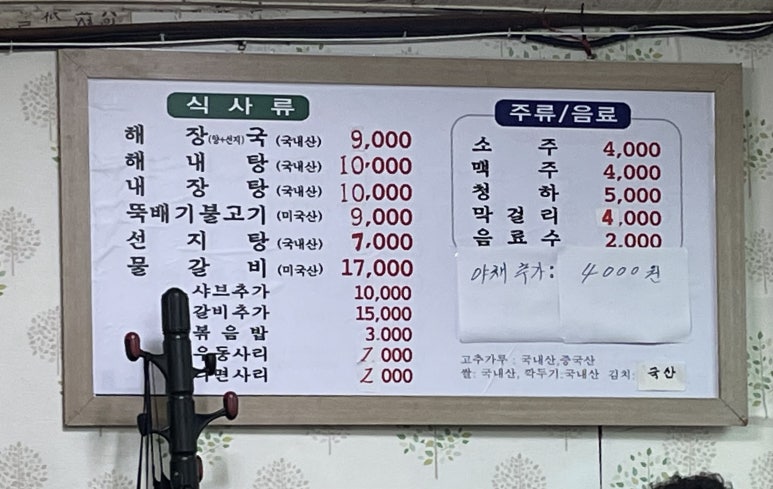 식사류
해장(양+선지)국 (국내산) 9,000
해내탕 (국내산) 10,000
내장탕 (국내산) 10,000
뚝배기불고기 (미국산) 9,000
선지탕 (국내산) 7,000
물갈비 (미국산) 17,000
샤브추가 10,000
갈비추가 15,000
볶음밥 3.000
우동사리 000
라면사리 2 000
주류/음료
소주 4,000
맥주 4,000
청하 5,000
막걸리 4,000
음료수 2.000
야채 추가: 4000원
고추가루 : 국내산,중국산
쌀: 국내산, 깍두기:국내산 김치: 국산